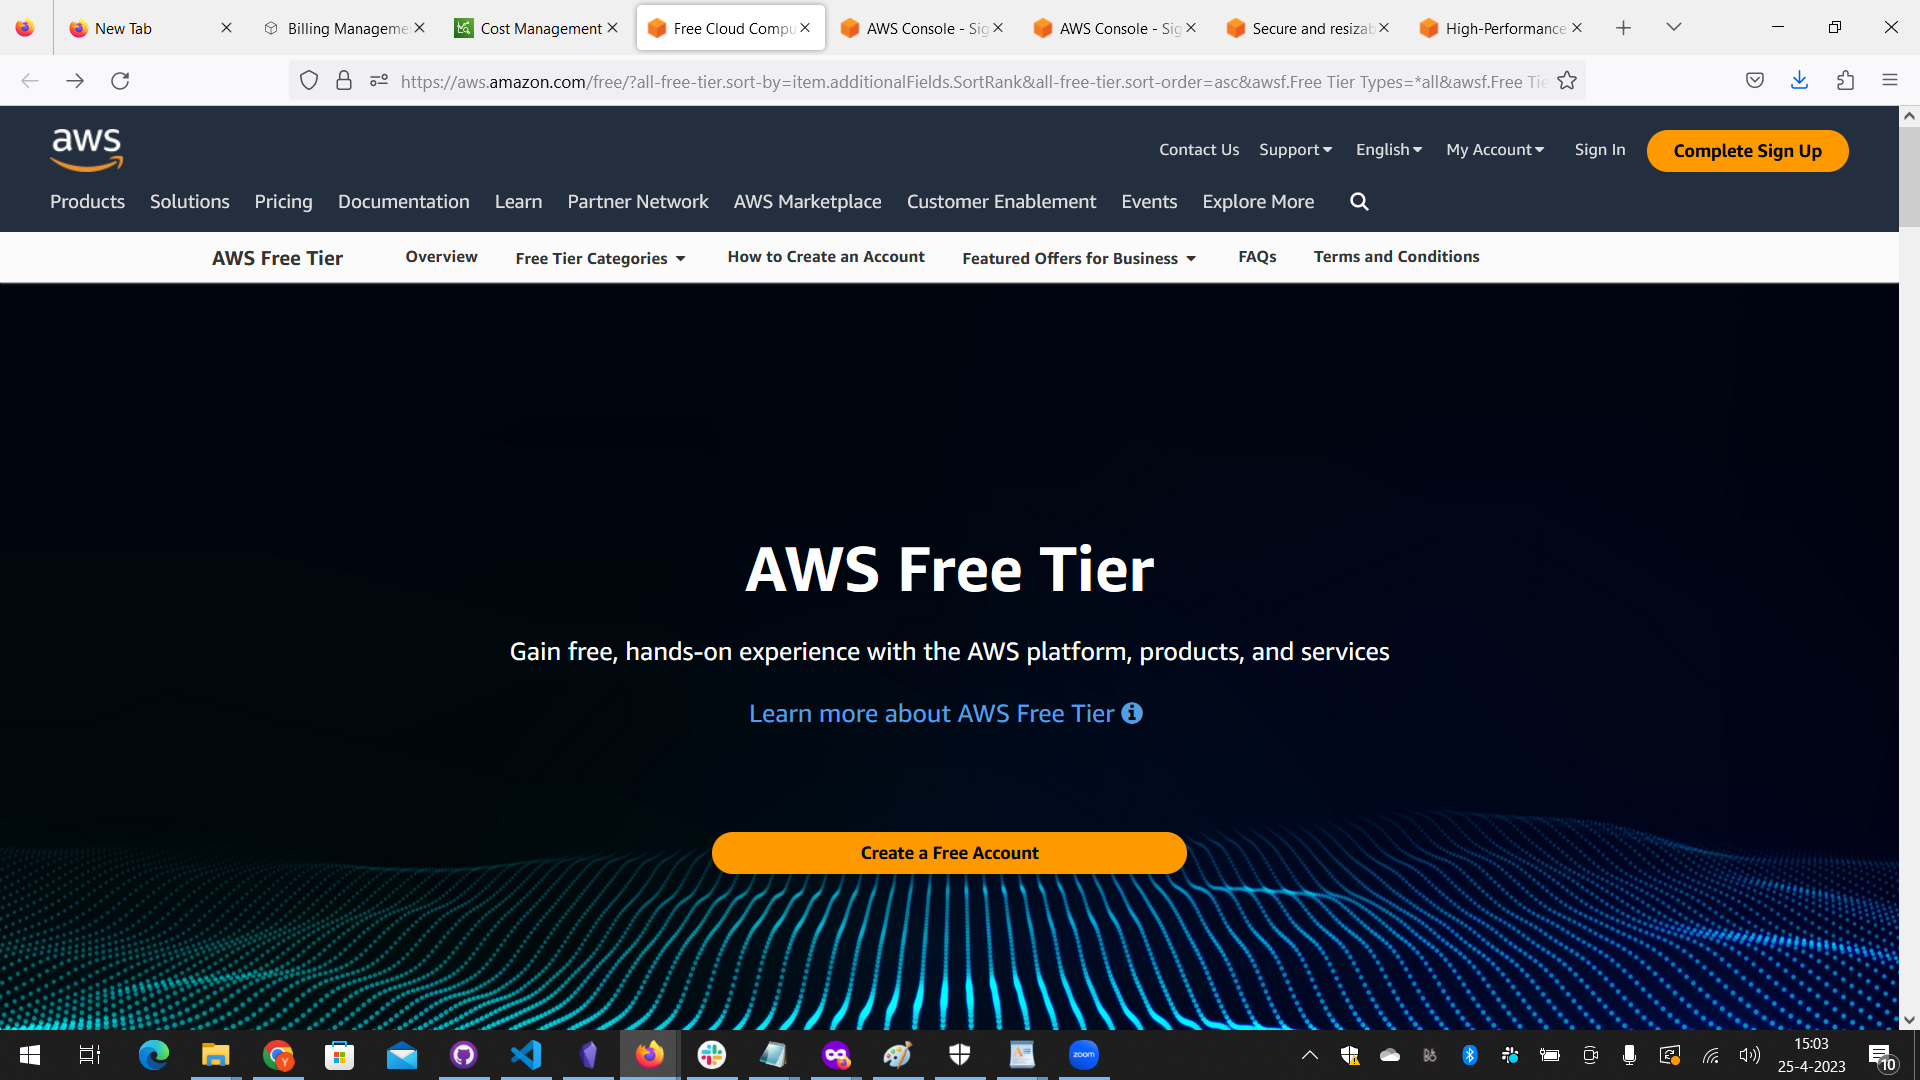 New Tab
Billing Manageme
Cost Management
Free Cloud Compu
AWS Console - Sig
AWS Console - Sig
Secure and resizab
High-Performance
https://aws.amazon.com/free/?all-free-tier.sort-by=item.additionalFields.SortRank&all-free-tier.sort-order=asc&awsf.Free Tier Types=*all&awsf.Free Tie
aws
Contact Us Support English My Account Sign In Complete Sign Up
Products Solutions Pricing Documentation Learn Partner Network AWS Marketplace Customer Enablement Events Explore More
AWS Free Tier Overview Free Tier Categories How to Create an Account Featured Offers for Business FAQs Terms and Conditions
AWS Free Tier
Gain free, hands-on experience with the AWS platform, products, and services
Learn more about AWS Free Tier
Create a Free Account
Y
zoom
15:03
25-4-2023
10